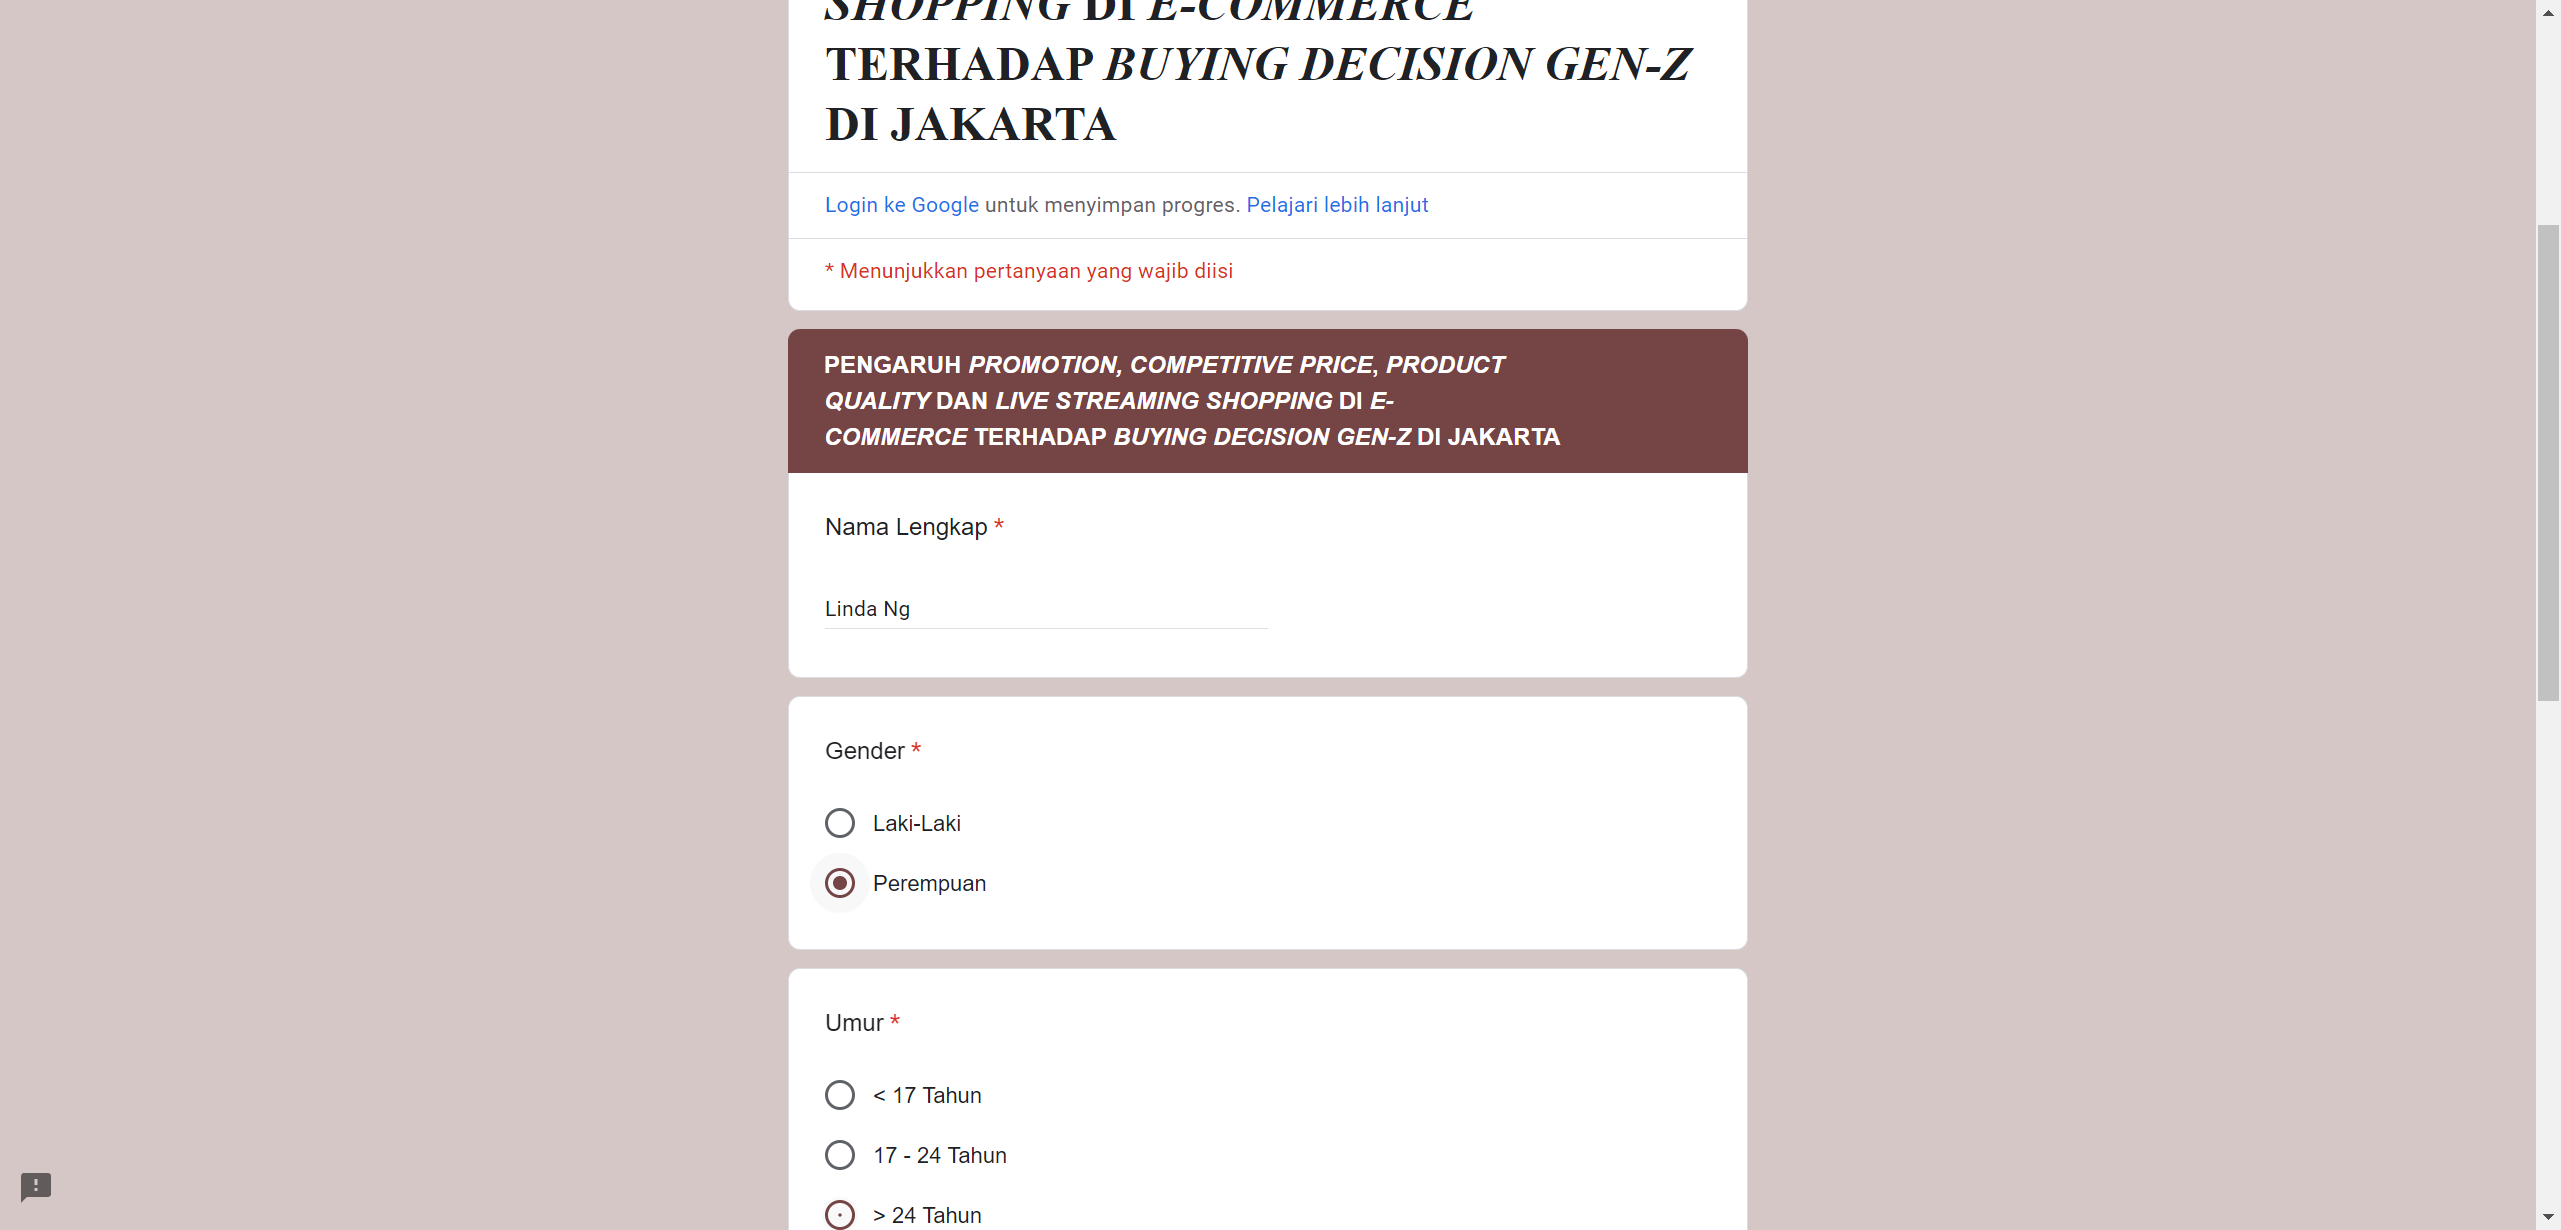 SHOPPING DI E-COMMERCE
TERHADAP BUYING DECISION GEN-Z
DI JAKARTA
Login ke Google untuk menyimpan progres. Pelajari lebih lanjut
* Menunjukkan pertanyaan yang wajib diisi
PENGARUH PROMOTION, COMPETITIVE PRICE, PRODUCT
QUALITY DAN LIVE STREAMING SHOPPING DI E-
COMMERCE TERHADAP BUYING DECISION GEN-Z DI JAKARTA
Nama Lengkap *
Linda Ng
Gender *
Laki-Laki
Perempuan
Umur *
< 17 Tahun
17 - 24 Tahun
> 24 Tahun